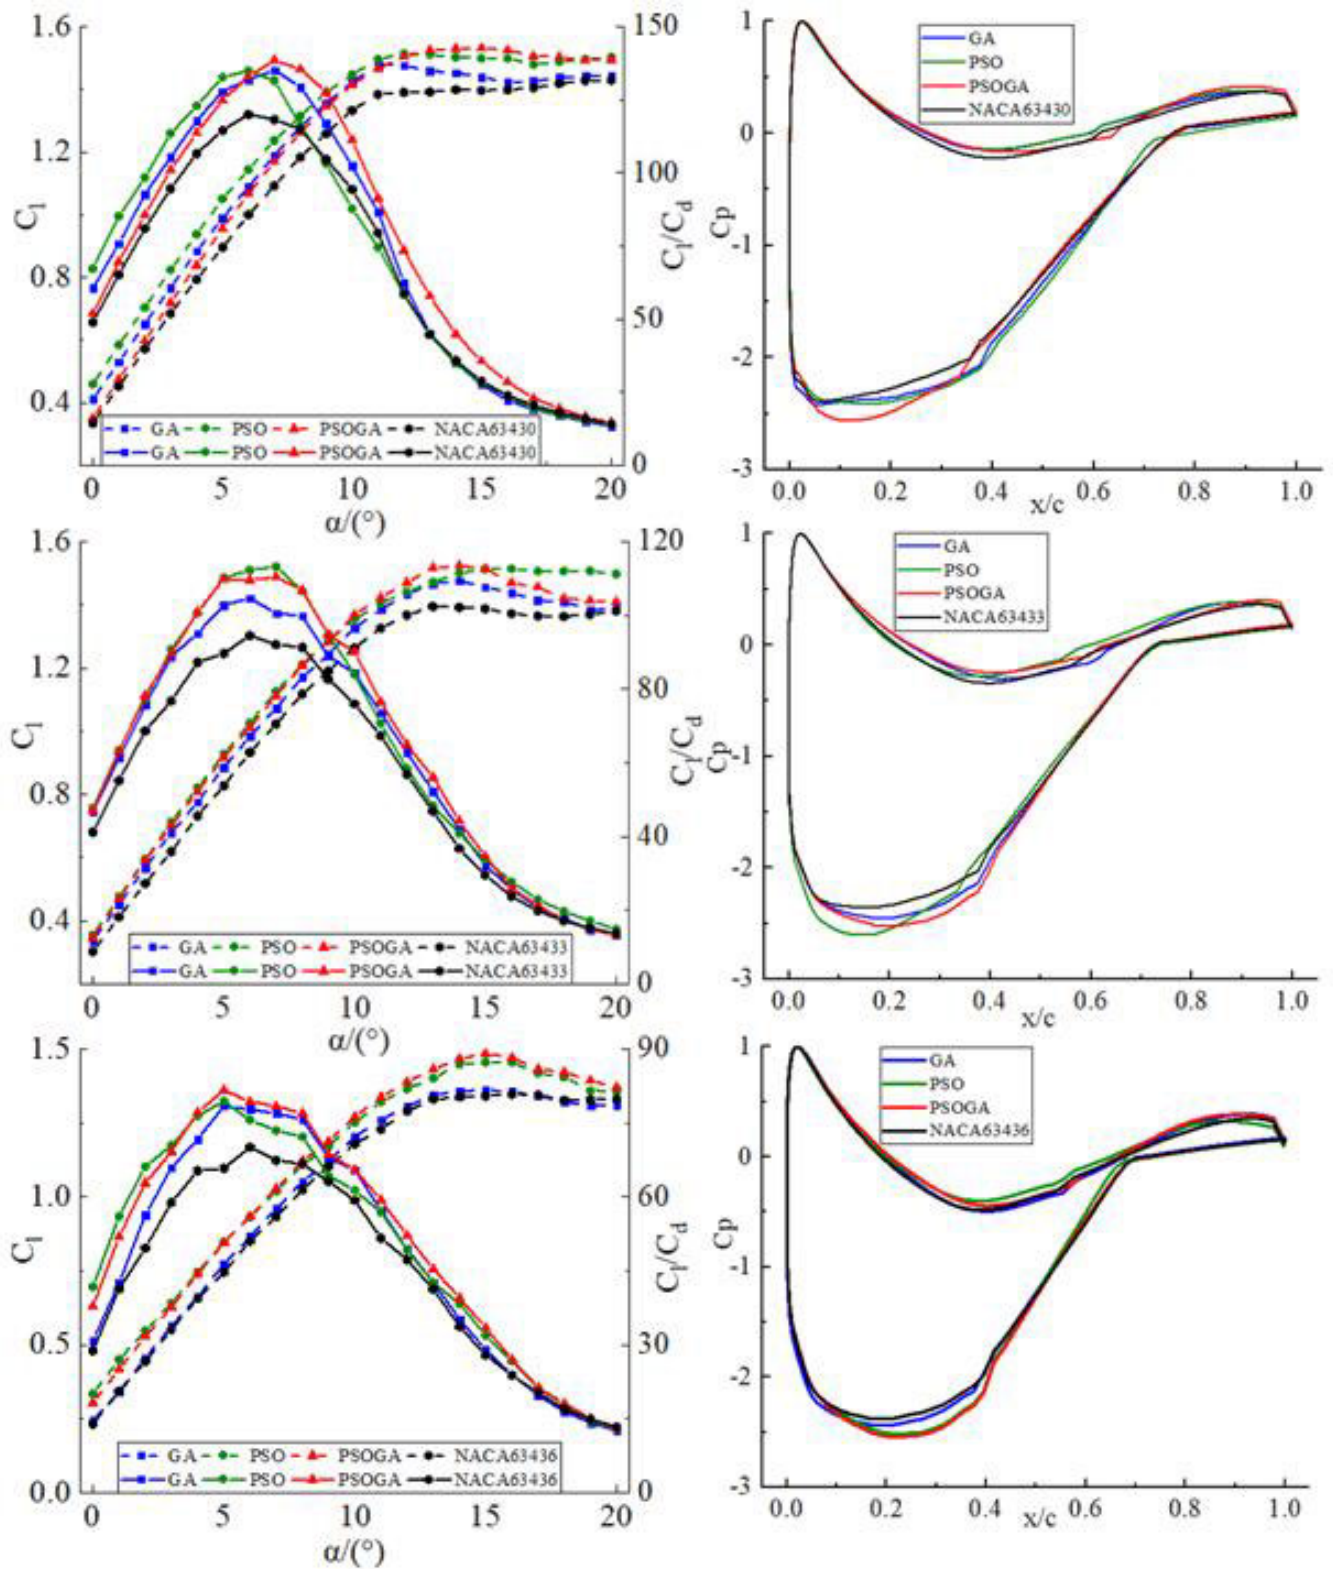 1.6
1.2
0.8
0.4
C_l
150
100
50
0
C_l/C_d
GA PSO PSOGA NACA63430
GA PSO PSOGA NACA63430
0 5 10 15 20
α/(°)
1
0
-1
-2
-3
Cp
GA
PSO
PSOGA
NACA63430
0.0 0.2 0.4 0.6 0.8 1.0
x/c
1.6
1.2
0.8
0.4
C_l
120
80
40
0
C_l/C_d
GA PSO PSOGA NACA63433
GA PSO PSOGA NACA63433
0 5 10 15 20
α/(°)
1
0
-1
-2
-3
Cp
GA
PSO
PSOGA
NACA63433
0.0 0.2 0.4 0.6 0.8 1.0
x/c
1.5
1.0
0.5
0.0
C_l
90
60
30
0
C_l/C_d
GA PSO PSOGA NACA63436
GA PSO PSOGA NACA63436
0 5 10 15 20
α/(°)
1
0
-1
-2
-3
Cp
GA
PSO
PSOGA
NACA63436
0.0 0.2 0.4 0.6 0.8 1.0
x/c